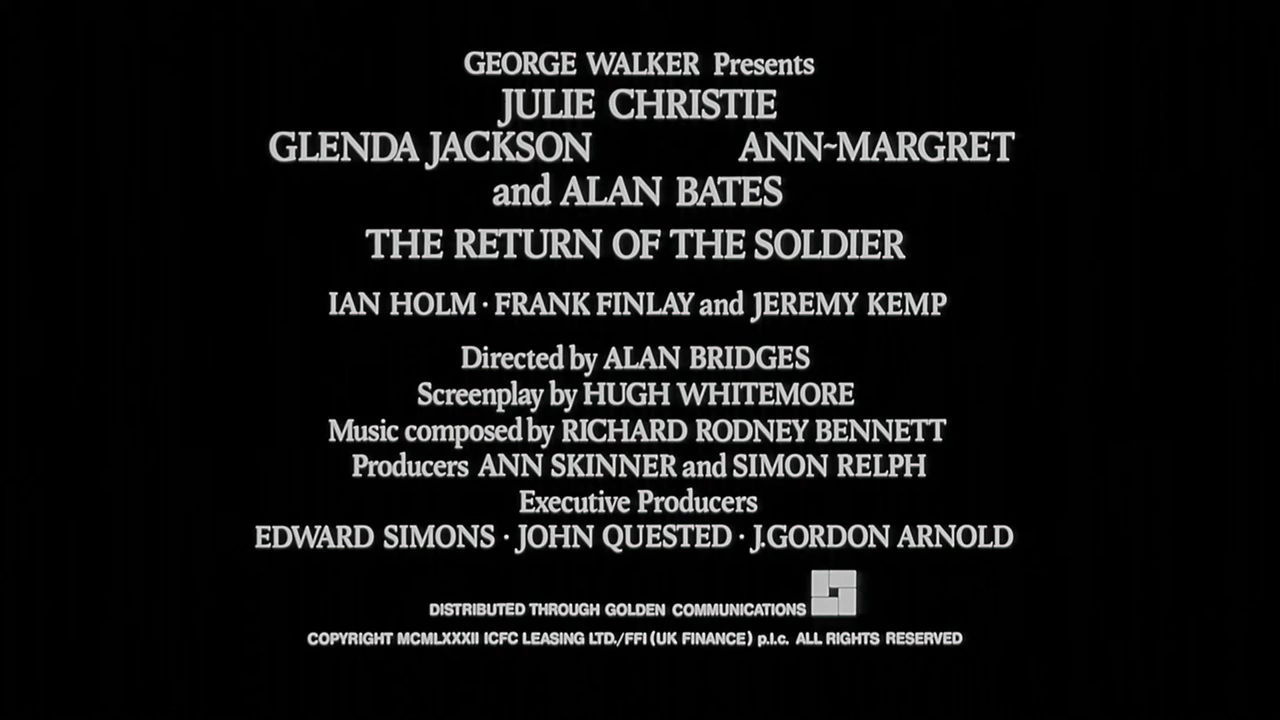 GEORGE WALKER Presents
JULIE CHRISTIE
GLENDA JACKSON ANN-MARGRET
and ALAN BATES
THE RETURN OF THE SOLDIER
IAN HOLM · FRANK FINLAY and JEREMY KEMP
Directed by ALAN BRIDGES
Screenplay by HUGH WHITEMORE
Music composed by RICHARD RODNEY BENNETT
Producers ANN SKINNER and SIMON RELPH
Executive Producers
EDWARD SIMONS · JOHN QUESTED · J.GORDON ARNOLD
DISTRIBUTED THROUGH GOLDEN COMMUNICATIONS
COPYRIGHT MCMLXXXII ICFC LEASING LTD./FFI (UK FINANCE) p.l.c. ALL RIGHTS RESERVED